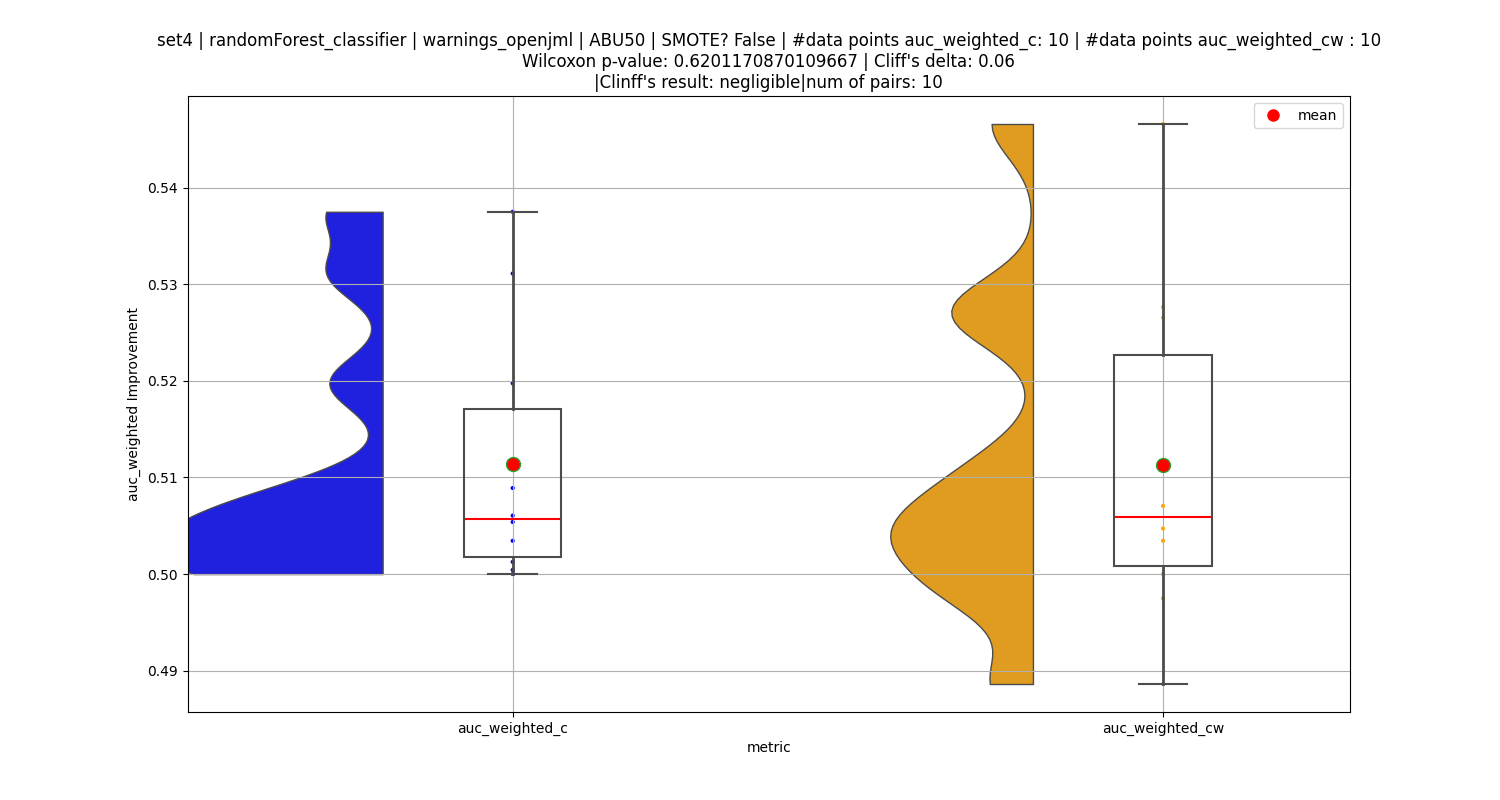 set4 | randomForest_classifier | warnings_openjml | ABU50 | SMOTE? False | #data points auc_weighted_c: 10 | #data points auc_weighted_cw : 10
Wilcoxon p-value: 0.6201170870109667 | Cliff's delta: 0.06
|Clinff's result: negligible|num of pairs: 10
mean
auc_weighted Improvement
0.54
0.53
0.52
0.51
0.50
0.49
auc_weighted_c
auc_weighted_cw
metric